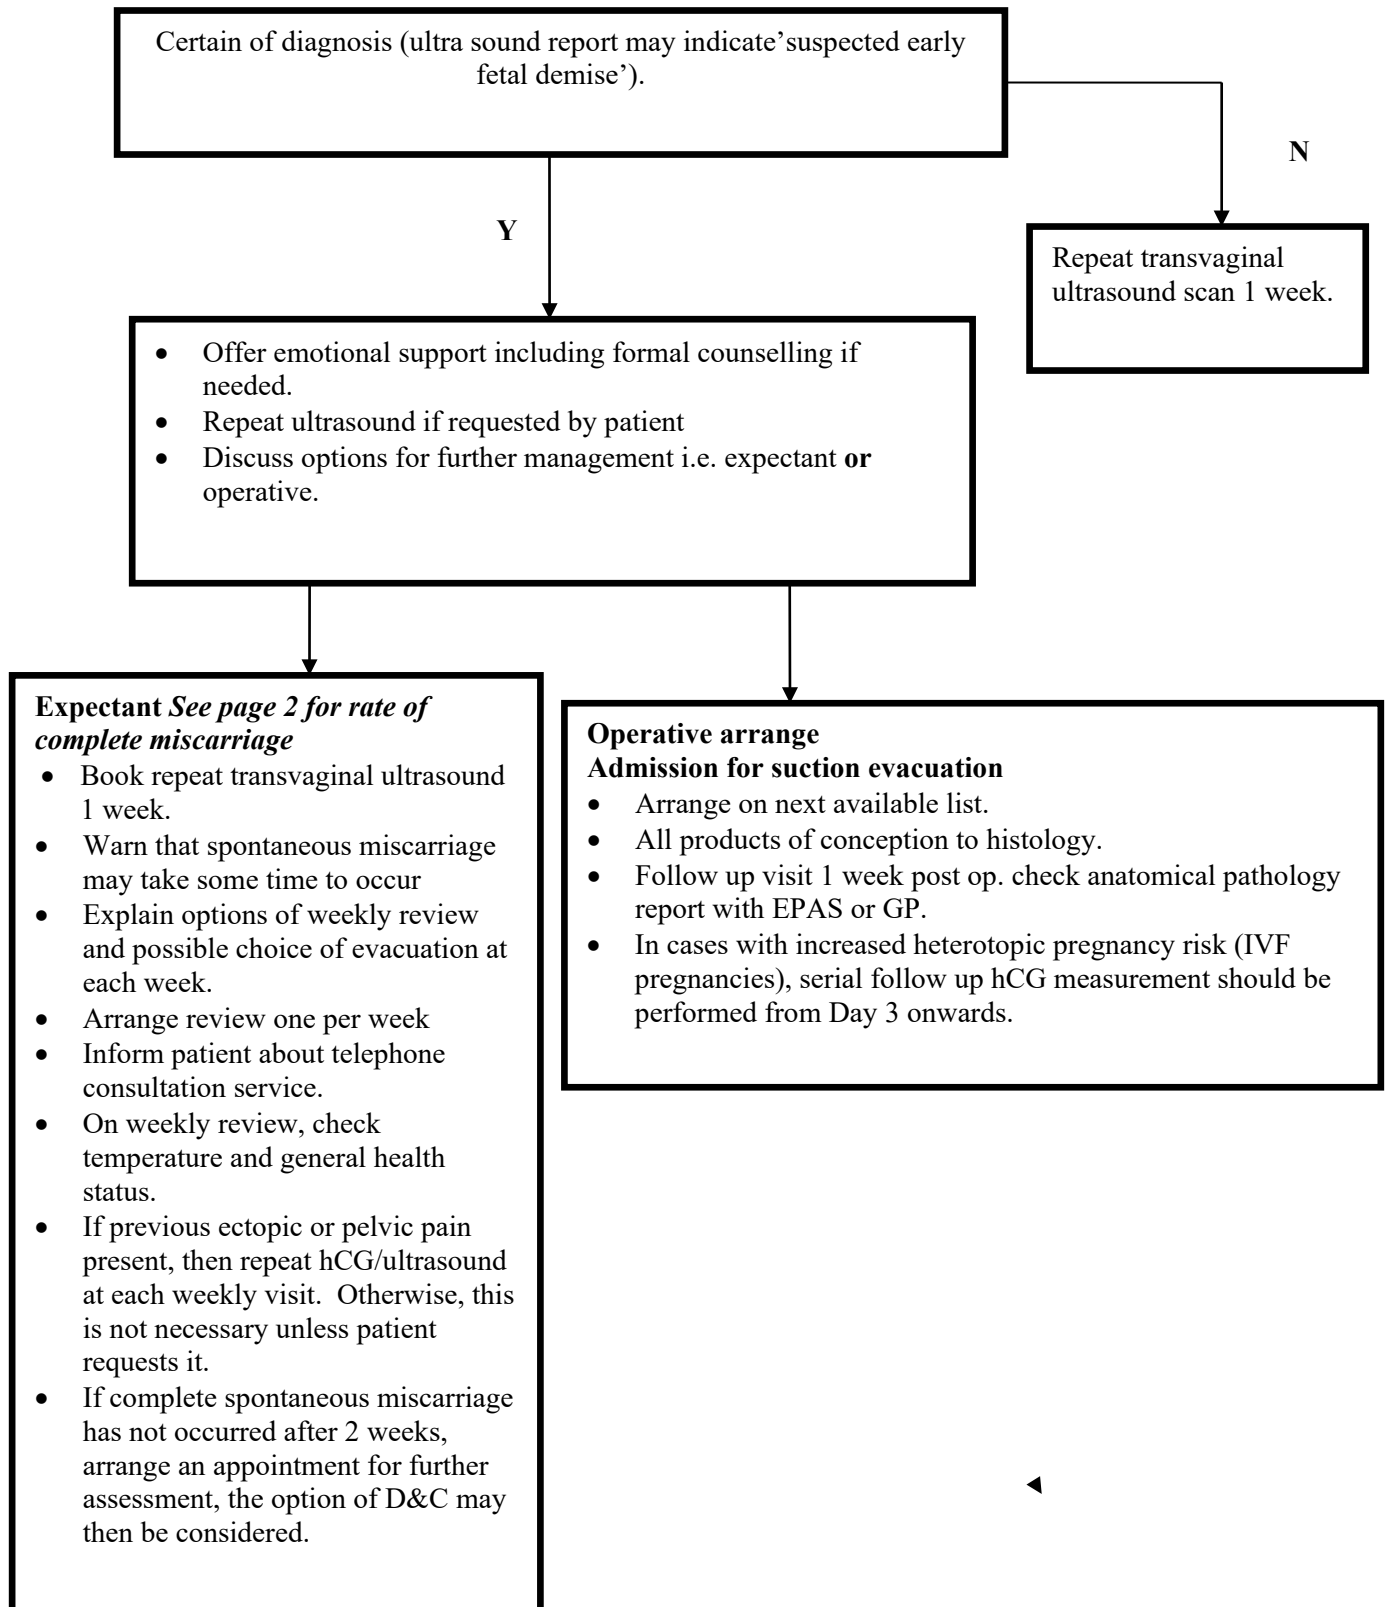 Certain of diagnosis (ultra sound report may indicate’suspected early
fetal demise’).
N
Y
Repeat transvaginal
ultrasound scan 1 week.
• Offer emotional support including formal counselling if
needed.
• Repeat ultrasound if requested by patient
• Discuss options for further management i.e. expectant or
operative.
Expectant See page 2 for rate of
complete miscarriage
• Book repeat transvaginal ultrasound
1 week.
• Warn that spontaneous miscarriage
may take some time to occur
• Explain options of weekly review
and possible choice of evacuation at
each week.
• Arrange review one per week
• Inform patient about telephone
consultation service.
• On weekly review, check
temperature and general health
status.
• If previous ectopic or pelvic pain
present, then repeat hCG/ultrasound
at each weekly visit.  Otherwise, this
is not necessary unless patient
requests it.
• If complete spontaneous miscarriage
has not occurred after 2 weeks,
arrange an appointment for further
assessment, the option of D&C may
then be considered.
Operative arrange
Admission for suction evacuation
• Arrange on next available list.
• All products of conception to histology.
• Follow up visit 1 week post op. check anatomical pathology
report with EPAS or GP.
• In cases with increased heterotopic pregnancy risk (IVF
pregnancies), serial follow up hCG measurement should be
performed from Day 3 onwards.